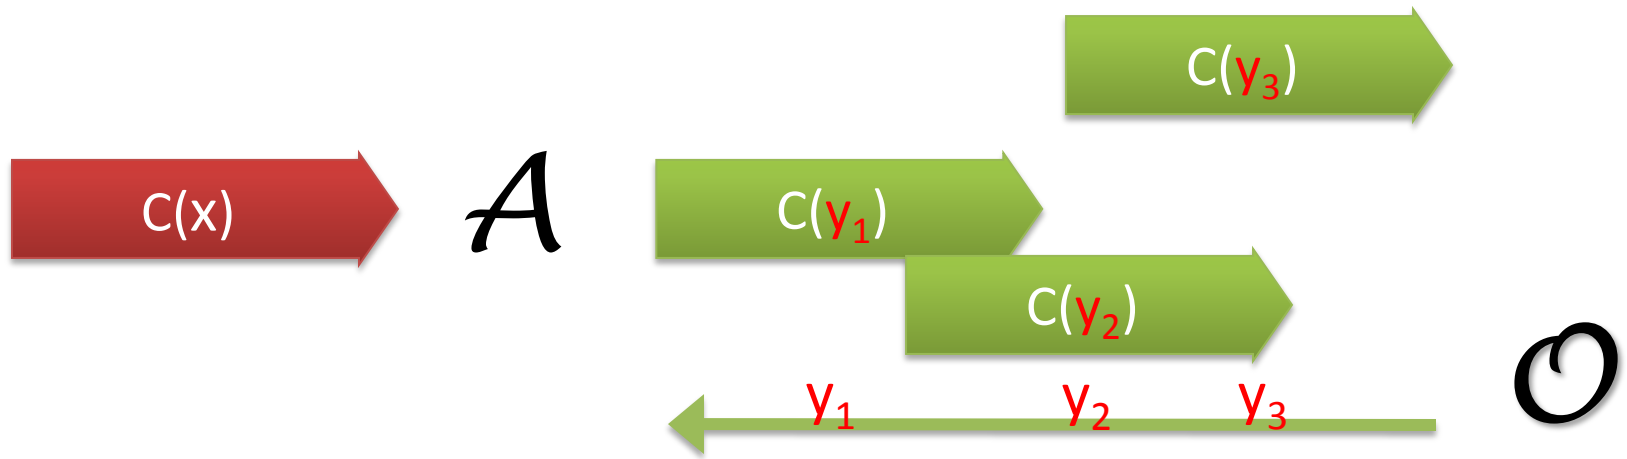 C(y₃)
C(x) 𝒜 C(y₁)
C(y₂)
𝒪
y₁ y₂ y₃